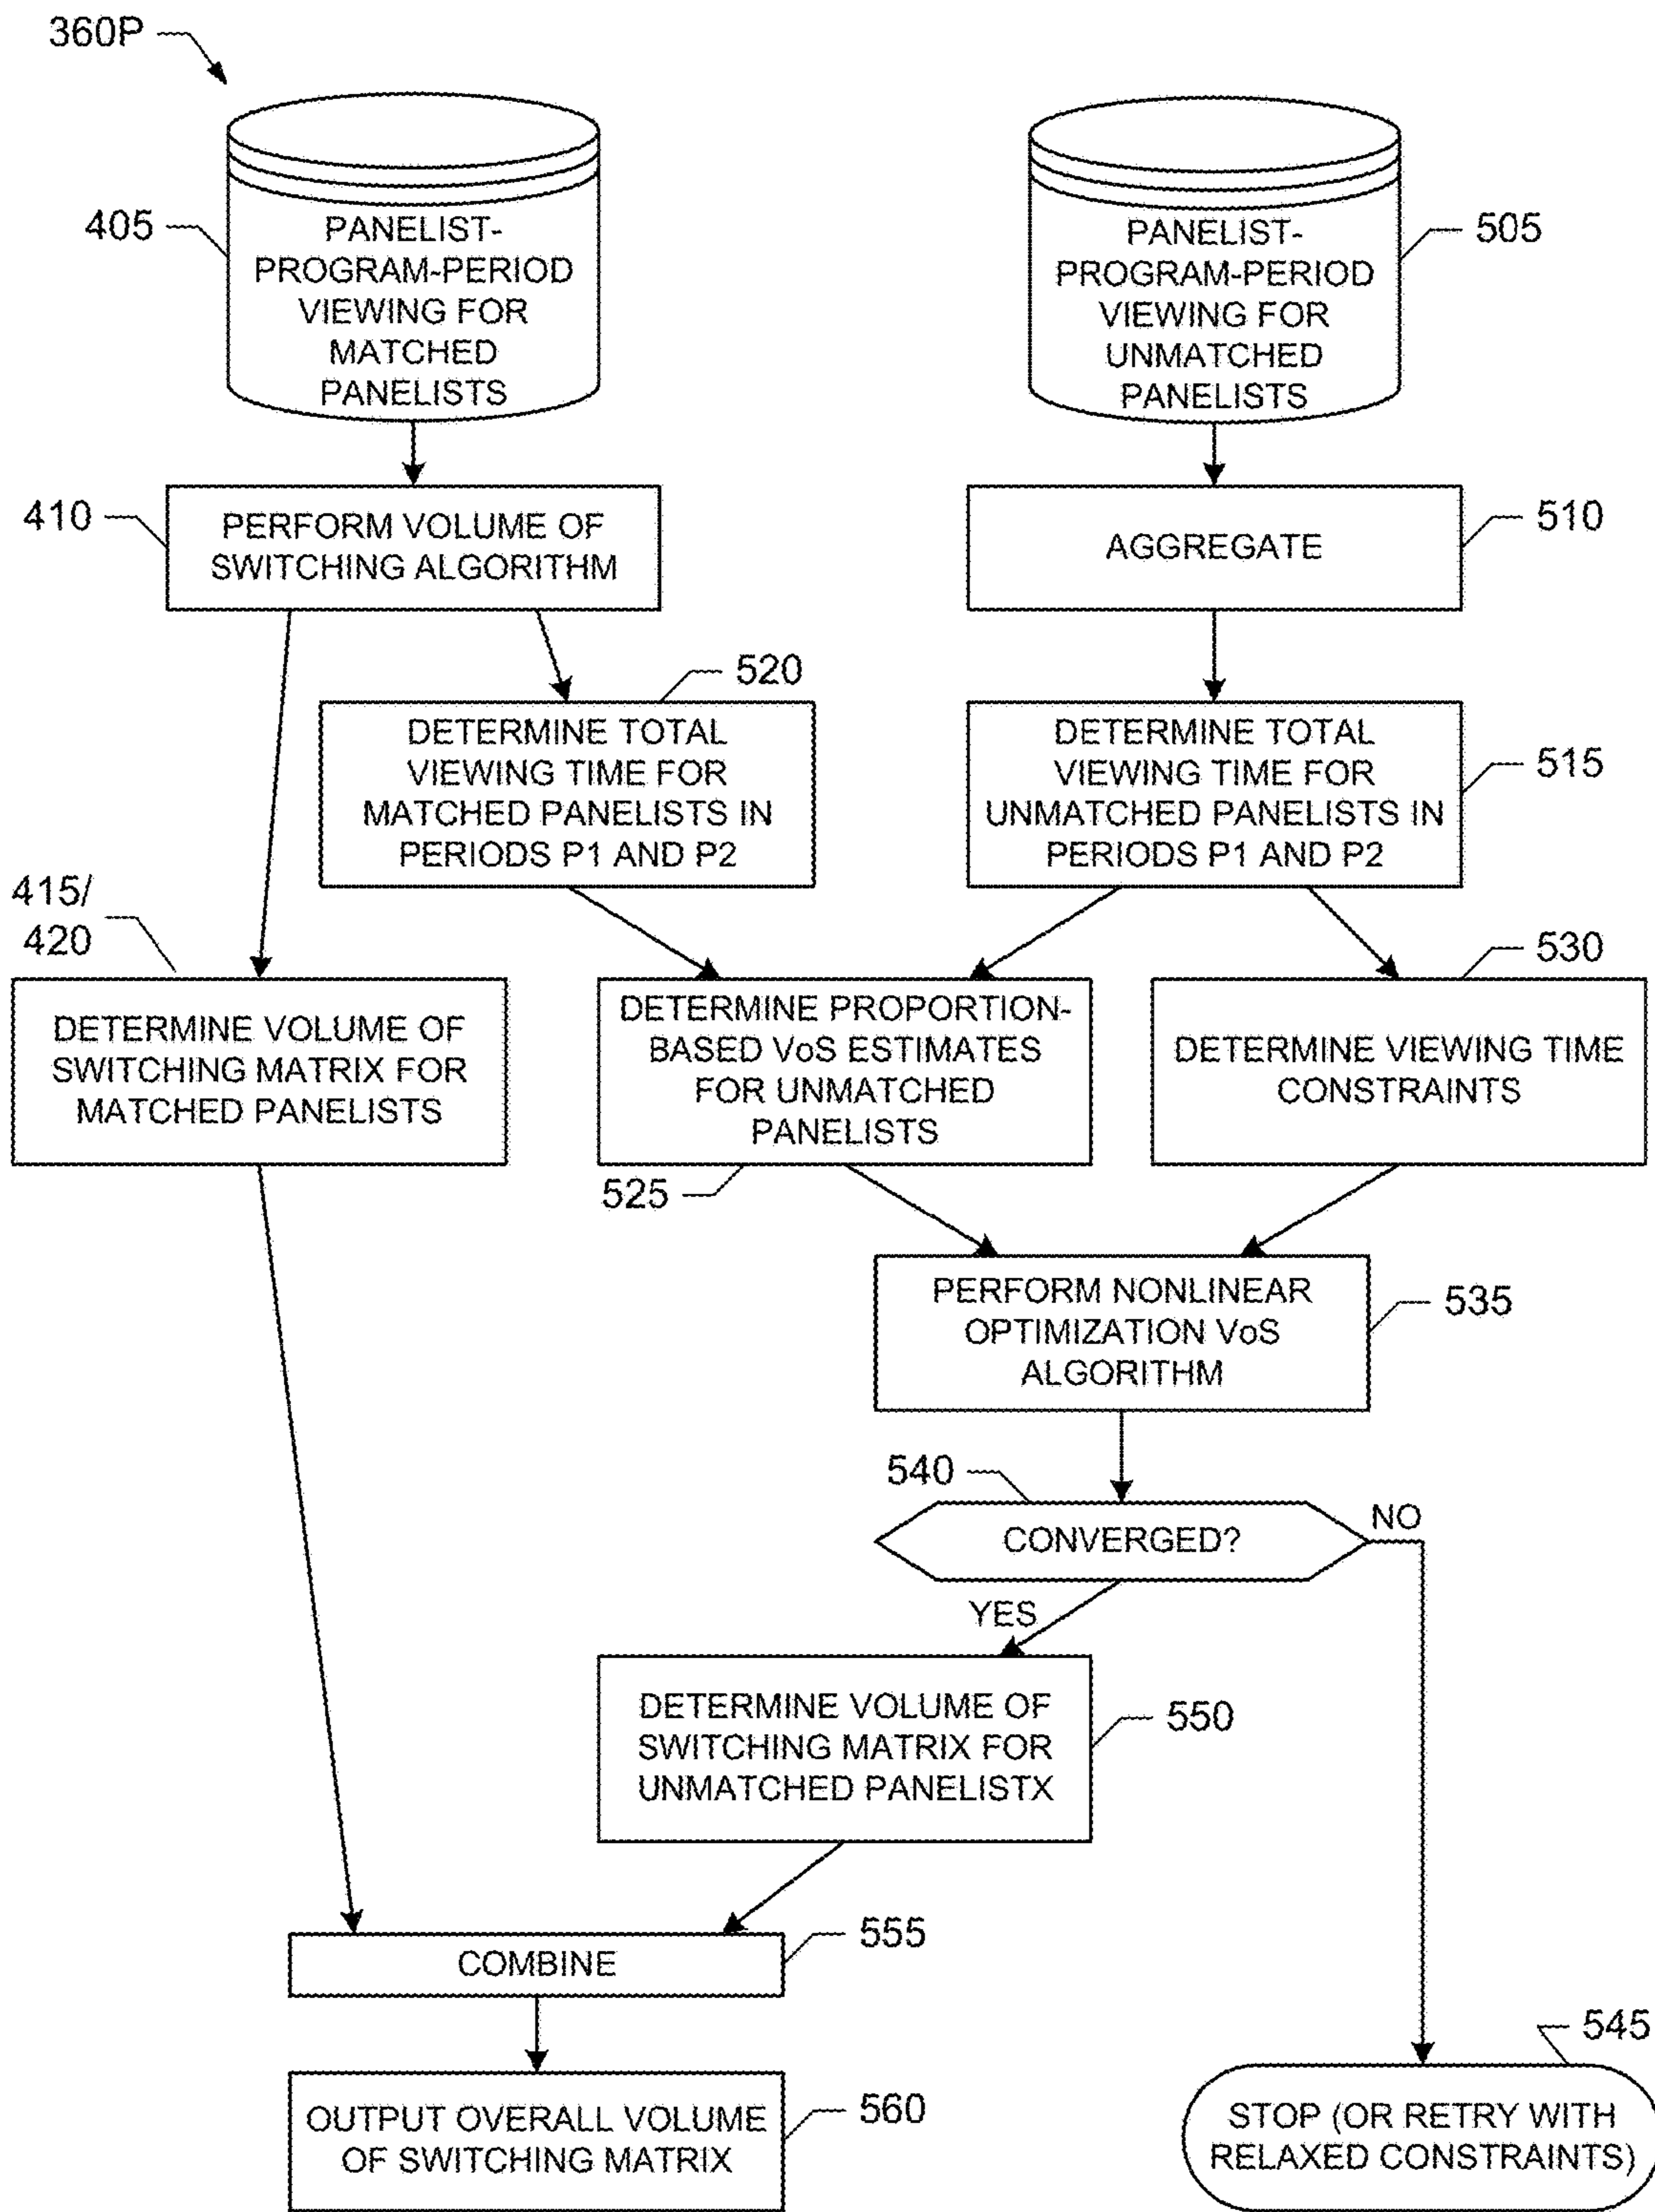 360P
405
PANELIST-
PROGRAM-PERIOD
VIEWING FOR
MATCHED
PANELISTS
PANELIST-
PROGRAM-PERIOD
VIEWING FOR
UNMATCHED
PANELISTS
505
410
PERFORM VOLUME OF
SWITCHING ALGORITHM
AGGREGATE
510
520
DETERMINE TOTAL
VIEWING TIME FOR
MATCHED PANELISTS IN
PERIODS P1 AND P2
DETERMINE TOTAL
VIEWING TIME FOR
UNMATCHED PANELISTS IN
PERIODS P1 AND P2
515
415/
420
DETERMINE VOLUME OF
SWITCHING MATRIX FOR
MATCHED PANELISTS
DETERMINE PROPORTION-
BASED VoS ESTIMATES
FOR UNMATCHED
PANELISTS
525
530
DETERMINE VIEWING TIME
CONSTRAINTS
PERFORM NONLINEAR
OPTIMIZATION VoS
ALGORITHM
535
540
CONVERGED?
NO
YES
DETERMINE VOLUME OF
SWITCHING MATRIX FOR
UNMATCHED PANELISTX
550
COMBINE
555
OUTPUT OVERALL VOLUME
OF SWITCHING MATRIX
560
545
STOP (OR RETRY WITH
RELAXED CONSTRAINTS)